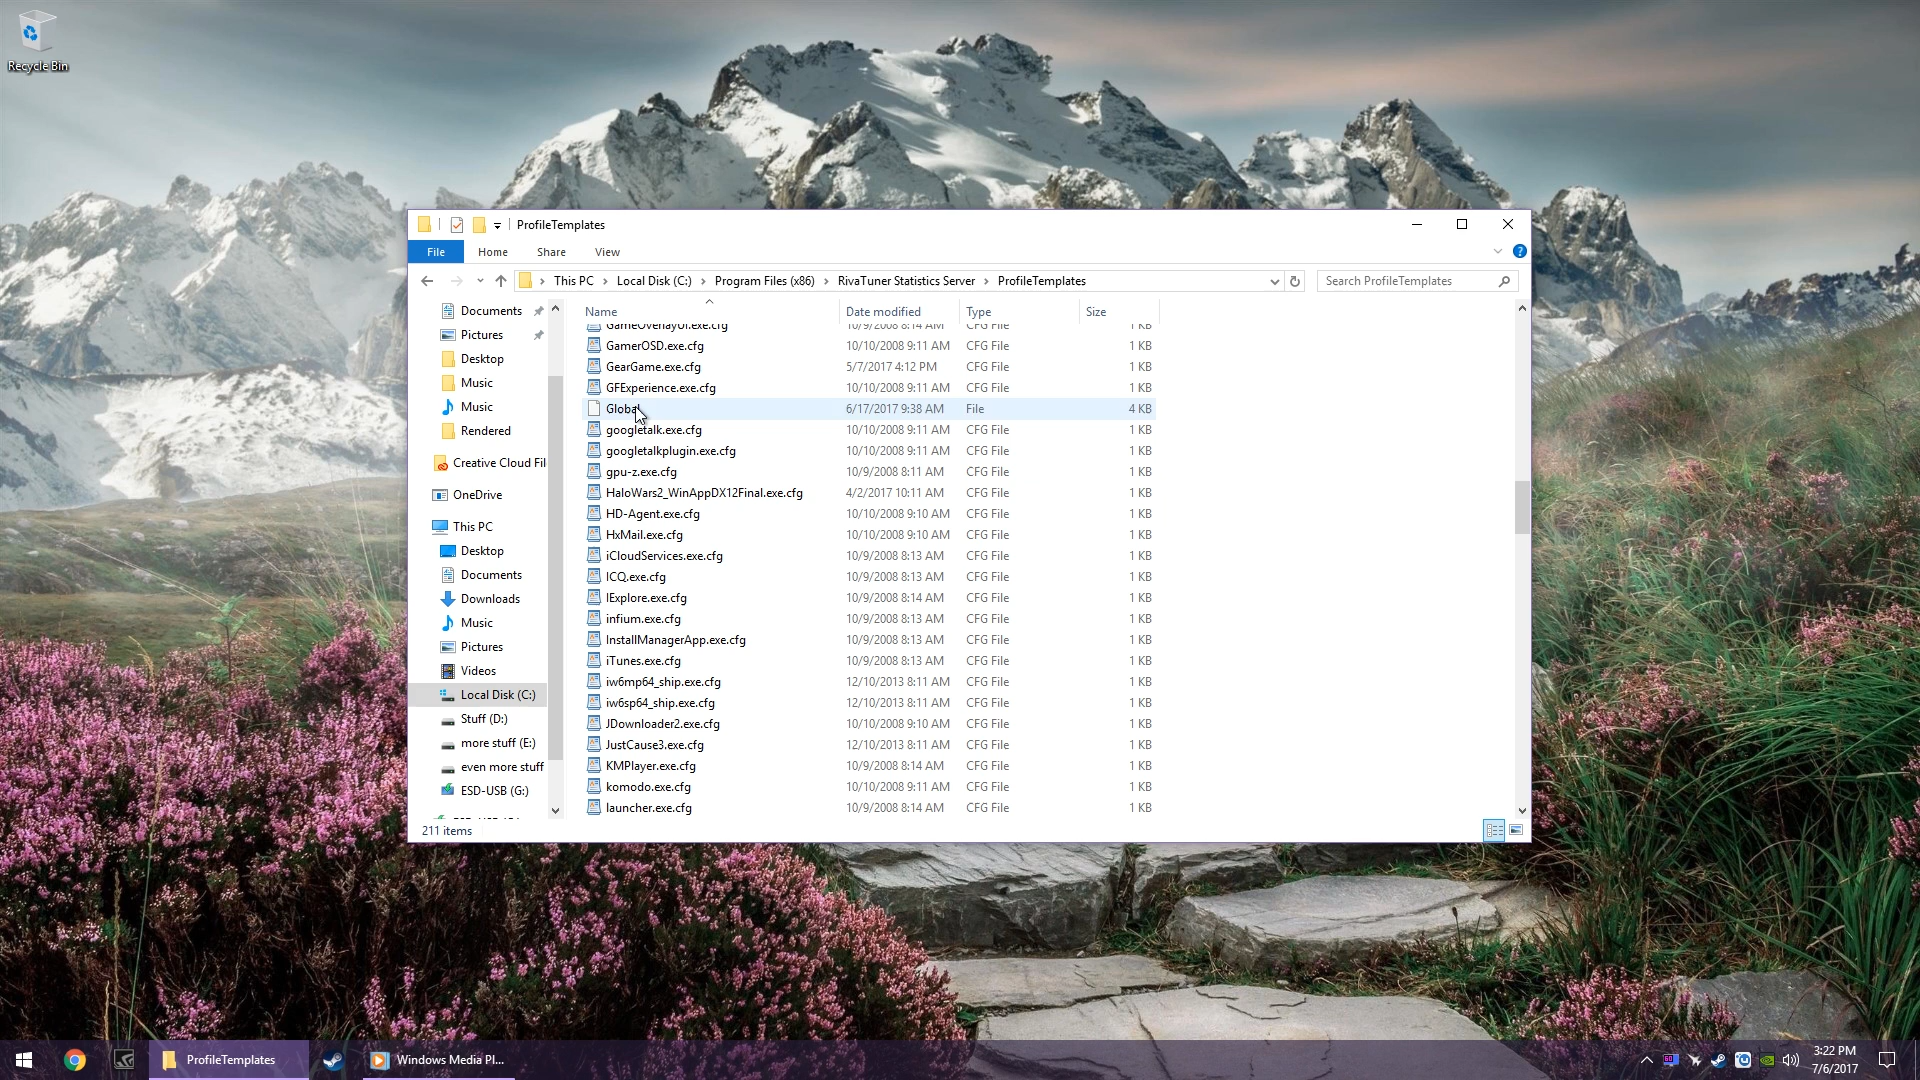 Recycle Bin
ProfileTemplates
File Home Share View
This PC Local Disk (C:) Program Files (x86) RivaTuner Statistics Server ProfileTemplates
Search ProfileTemplates
Documents
Pictures
Desktop
Music
Music
Rendered
Creative Cloud Fil
OneDrive
This PC
Desktop
Documents
Downloads
Music
Pictures
Videos
Local Disk (C:)
Stuff (D:)
more stuff (E:)
even more stuff
ESD-USB (G:)
Name Date modified Type Size
GameOverlayUI.exe.cfg 10/9/2008 8:14 AM CFG File 1 KB
GamerOSD.exe.cfg 10/10/2008 9:11 AM CFG File 1 KB
GearGame.exe.cfg 5/7/2017 4:12 PM CFG File 1 KB
GFExperience.exe.cfg 10/10/2008 9:11 AM CFG File 1 KB
Global 6/17/2017 9:38 AM File 4 KB
googletalk.exe.cfg 10/10/2008 9:11 AM CFG File 1 KB
googletalkplugin.exe.cfg 10/10/2008 9:11 AM CFG File 1 KB
gpu-z.exe.cfg 10/9/2008 8:11 AM CFG File 1 KB
HaloWars2_WinAppDX12Final.exe.cfg 4/2/2017 10:11 AM CFG File 1 KB
HD-Agent.exe.cfg 10/10/2008 9:10 AM CFG File 1 KB
HxMail.exe.cfg 10/10/2008 9:10 AM CFG File 1 KB
iCloudServices.exe.cfg 10/9/2008 8:13 AM CFG File 1 KB
ICQ.exe.cfg 10/9/2008 8:13 AM CFG File 1 KB
IExplore.exe.cfg 10/9/2008 8:14 AM CFG File 1 KB
infium.exe.cfg 10/9/2008 8:13 AM CFG File 1 KB
InstallManagerApp.exe.cfg 10/9/2008 8:13 AM CFG File 1 KB
iTunes.exe.cfg 10/9/2008 8:13 AM CFG File 1 KB
iw6mp64_ship.exe.cfg 12/10/2013 8:11 AM CFG File 1 KB
iw6sp64_ship.exe.cfg 12/10/2013 8:11 AM CFG File 1 KB
JDownloader2.exe.cfg 10/10/2008 9:10 AM CFG File 1 KB
JustCause3.exe.cfg 12/10/2013 8:11 AM CFG File 1 KB
KMPlayer.exe.cfg 10/9/2008 8:14 AM CFG File 1 KB
komodo.exe.cfg 10/10/2008 9:11 AM CFG File 1 KB
launcher.exe.cfg 10/9/2008 8:14 AM CFG File 1 KB
211 items
ProfileTemplates
Windows Media Pl...
60
3:22 PM
7/6/2017